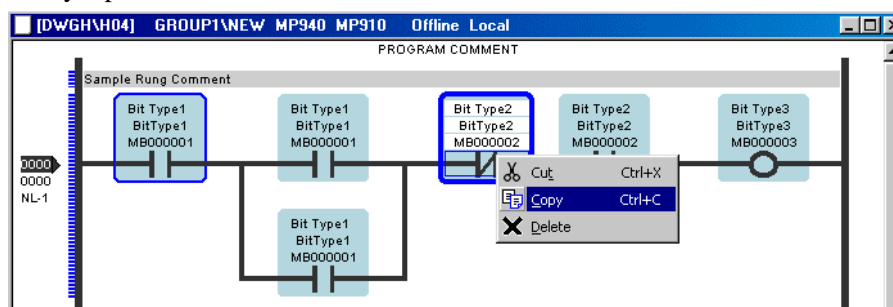 [DWGH\H04] GROUP1\NEW MP940 MP910 Offline Local
PROGRAM COMMENT
Sample Rung Comment
Bit Type1
BitType1
MB000001
Bit Type1
BitType1
MB000001
Bit Type2
BitType2
MB000002
Bit Type2
BitType2
MB000002
Bit Type3
BitType3
MB000003
0000
0000
NL-1
Cut Ctrl+X
Copy Ctrl+C
Delete
Bit Type1
BitType1
MB000001